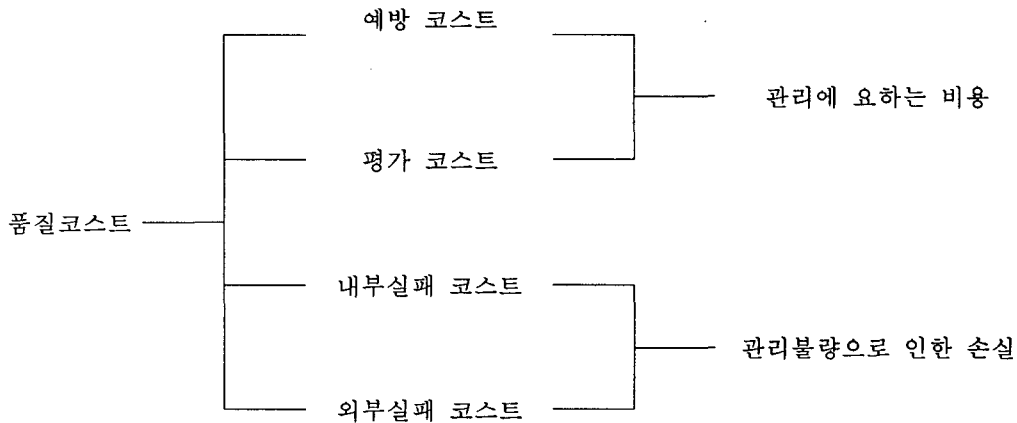 예방 코스트
관리에 요하는 비용
평가 코스트
품질코스트
내부실패 코스트
관리불량으로 인한 손실
외부실패 코스트